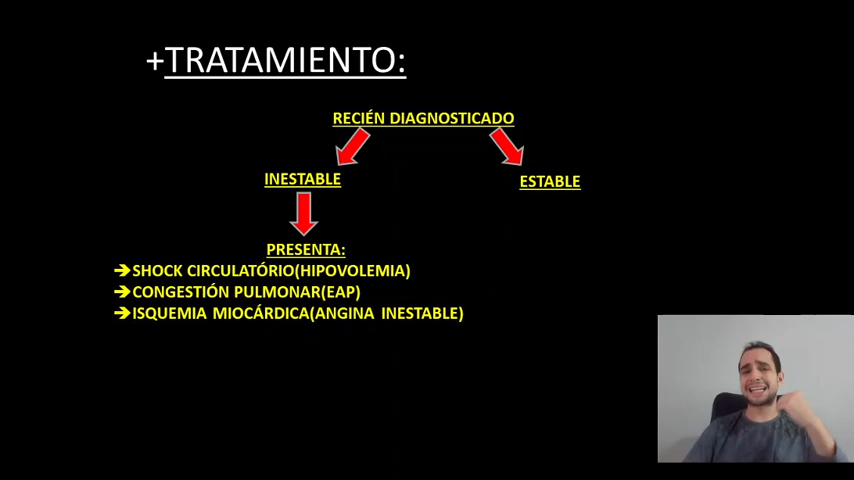 +TRATAMIENTO:
RECIÉN DIAGNOSTICADO
INESTABLE
ESTABLE
PRESENTA:
➔SHOCK CIRCULATÓRIO(HIPOVOLEMIA)
➔CONGESTIÓN PULMONAR(EAP)
➔ISQUEMIA MIOCÁRDICA(ANGINA INESTABLE)